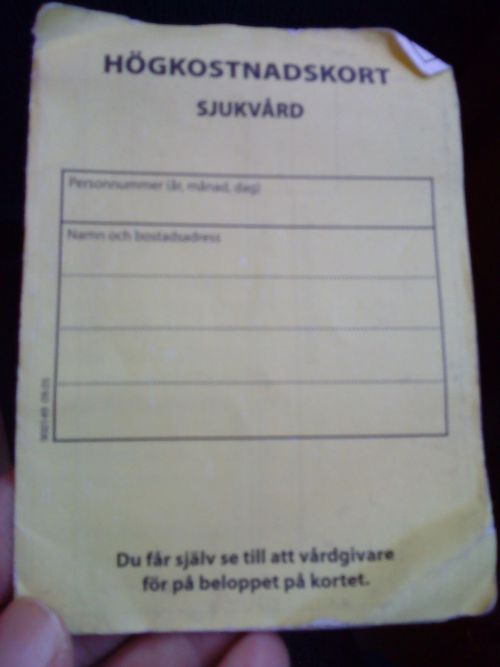 HÖGKOSTNADSKORT
SJUKVÅRD
Personnummer (år, månad, dag)
Namn och bostadsadress
Du får själv se till att vårdgivare
för på beloppet på kortet.